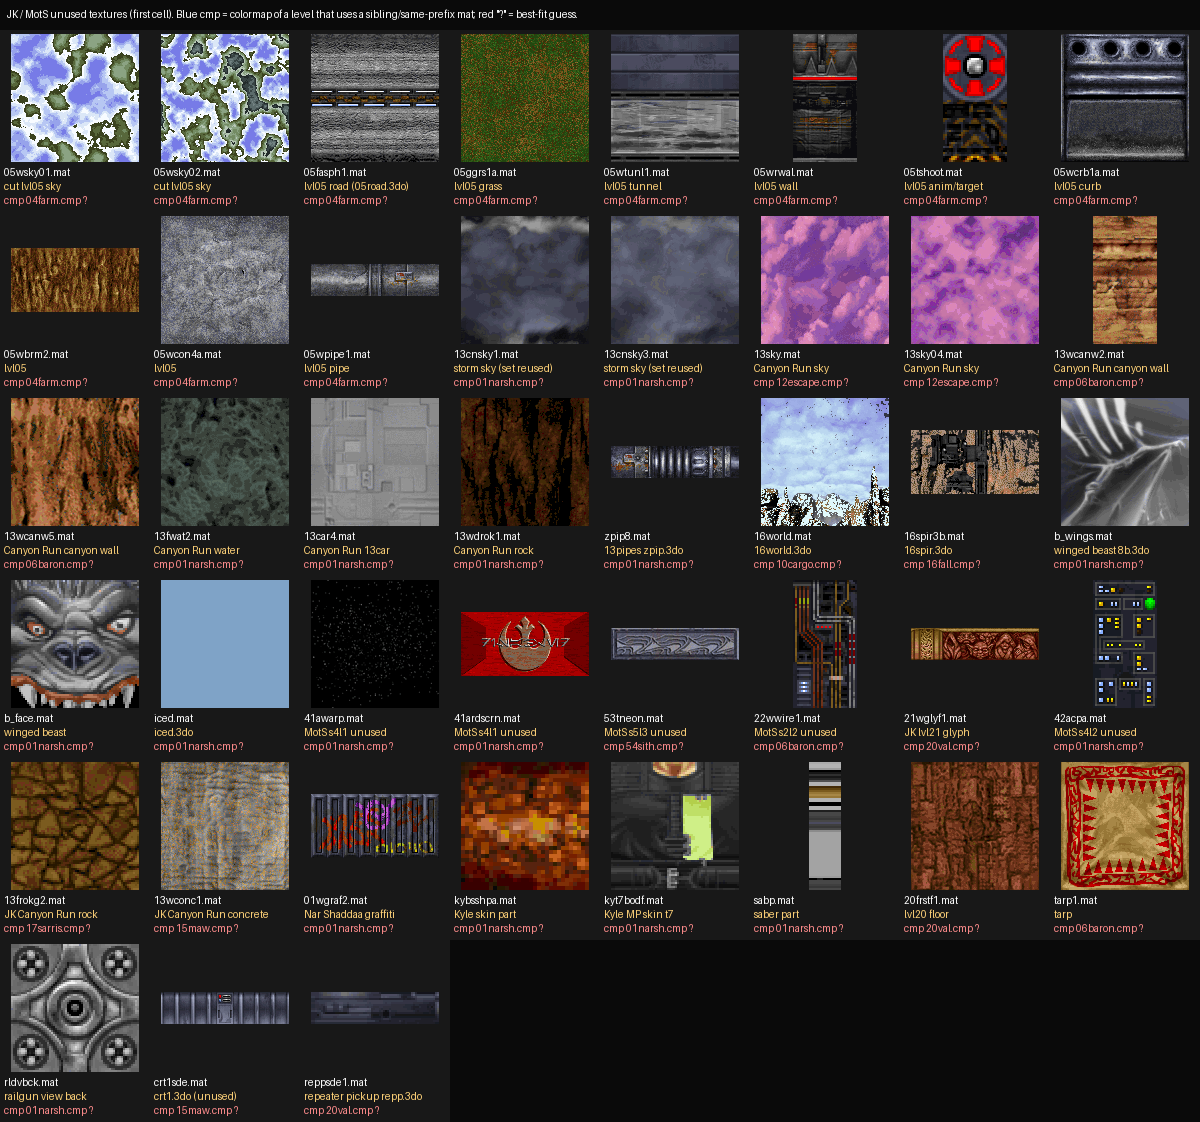 JK / MotS unused textures (first cell). Blue cmp = colormap of a level that uses a sibling/same-prefix mat; red "?" = best-fit guess.
05wsky01.mat
cut lvl05 sky
cmp 04farm.cmp ?
05wsky02.mat
cut lvl05 sky
cmp 04farm.cmp ?
05fasph1.mat
lvl05 road (05road.3do)
cmp 04farm.cmp ?
05ggrs1a.mat
lvl05 grass
cmp 04farm.cmp ?
05wtunl1.mat
lvl05 tunnel
cmp 04farm.cmp ?
05wrwal.mat
lvl05 wall
cmp 04farm.cmp ?
05tshoot.mat
lvl05 anim/target
cmp 04farm.cmp ?
05wcrb1a.mat
lvl05 curb
cmp 04farm.cmp ?
05wbrm2.mat
lvl05
cmp 04farm.cmp ?
05wcon4a.mat
lvl05
cmp 04farm.cmp ?
05wpipe1.mat
lvl05 pipe
cmp 04farm.cmp ?
13cnsky1.mat
storm sky (set reused)
cmp 01narsh.cmp ?
13cnsky3.mat
storm sky (set reused)
cmp 01narsh.cmp ?
13sky.mat
Canyon Run sky
cmp 12escape.cmp ?
13sky04.mat
Canyon Run sky
cmp 12escape.cmp ?
13wcanw2.mat
Canyon Run canyon wall
cmp 06baron.cmp ?
13wcanw5.mat
Canyon Run canyon wall
cmp 06baron.cmp ?
13fwat2.mat
Canyon Run water
cmp 01narsh.cmp ?
13car4.mat
Canyon Run 13car
cmp 01narsh.cmp ?
13wdrok1.mat
Canyon Run rock
cmp 01narsh.cmp ?
zpip8.mat
13pipes zpip.3do
cmp 01narsh.cmp ?
16world.mat
16world.3do
cmp 10cargo.cmp ?
16spir3b.mat
16spir.3do
cmp 16fall.cmp ?
b_wings.mat
winged beast 8b.3do
cmp 01narsh.cmp ?
b_face.mat
winged beast
cmp 01narsh.cmp ?
iced.mat
iced.3do
cmp 01narsh.cmp ?
41awarp.mat
MotS s4l1 unused
cmp 01narsh.cmp ?
41ardscrn.mat
MotS s4l1 unused
cmp 01narsh.cmp ?
53tneon.mat
MotS s5l3 unused
cmp 54sith.cmp ?
22wwire1.mat
MotS s2l2 unused
cmp 06baron.cmp ?
21wglyf1.mat
JK lvl21 glyph
cmp 20val.cmp ?
42acpa.mat
MotS s4l2 unused
cmp 01narsh.cmp ?
13frokg2.mat
JK Canyon Run rock
cmp 17sarris.cmp ?
13wconc1.mat
JK Canyon Run concrete
cmp 15maw.cmp ?
01wgraf2.mat
Nar Shaddaa graffiti
cmp 01narsh.cmp ?
kybsshpa.mat
Kyle skin part
cmp 01narsh.cmp ?
kyt7bodf.mat
Kyle MP skin t7
cmp 01narsh.cmp ?
sabp.mat
saber part
cmp 01narsh.cmp ?
20frstf1.mat
lvl20 floor
cmp 20val.cmp ?
tarp1.mat
tarp
cmp 06baron.cmp ?
rldvbck.mat
railgun view back
cmp 01narsh.cmp ?
crt1sde.mat
crt1.3do (unused)
cmp 15maw.cmp ?
reppsde1.mat
repeater pickup repp.3do
cmp 20val.cmp ?